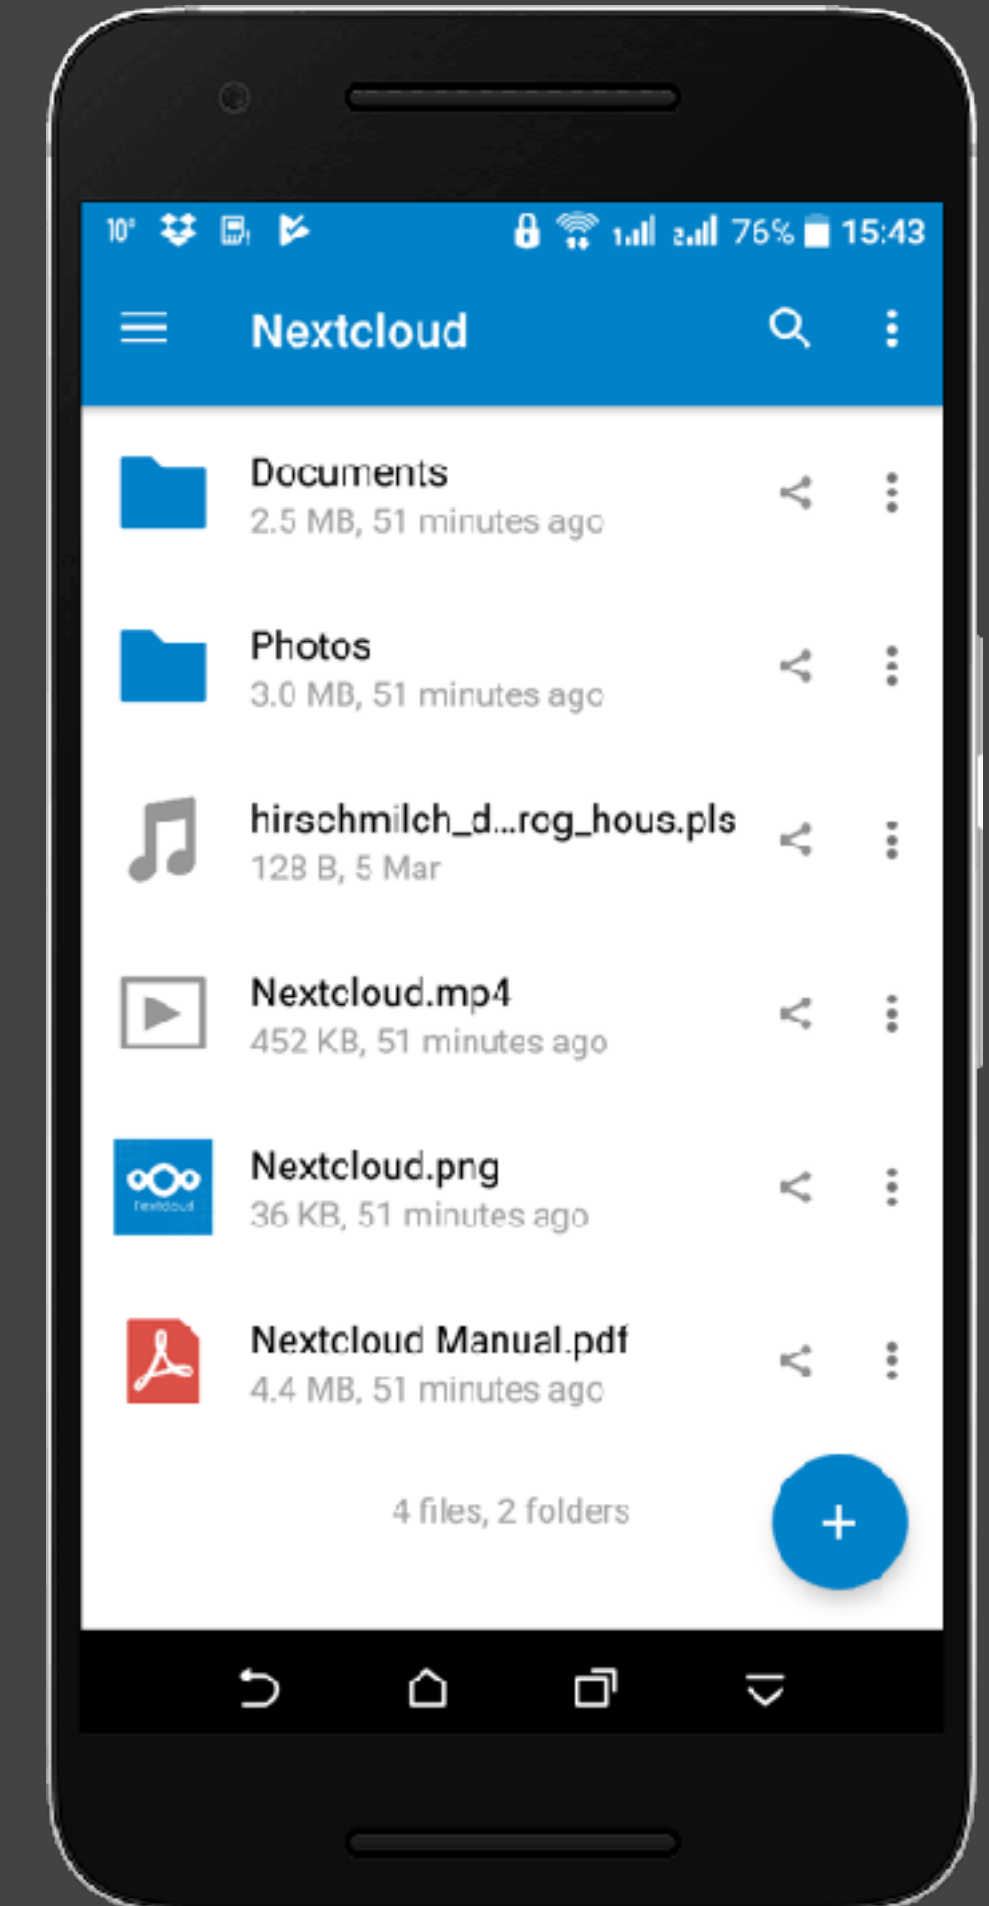 10° 76% 15:43
Nextcloud
Documents
2.5 MB, 51 minutes ago
Photos
3.0 MB, 51 minutes ago
hirschmilch_d...rog_hous.pls
128 B, 5 Mar
Nextcloud.mp4
452 KB, 51 minutes ago
Nextcloud.png
36 KB, 51 minutes ago
Nextcloud
Nextcloud Manual.pdf
4.4 MB, 51 minutes ago
4 files, 2 folders